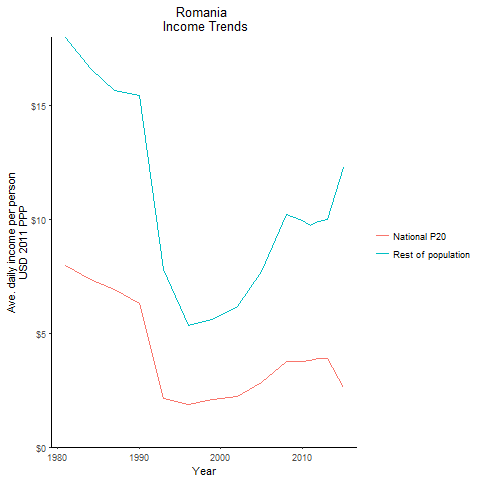 Romania
Income Trends
Ave. daily income per person
USD 2011 PPP
$15
$10
$5
$0
1980
1990
2000
2010
Year
National P20
Rest of population